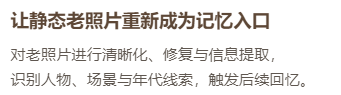 让静态老照片重新成为记忆入口
对老照片进行清晰化、修复与信息提取，
识别人物、场景与年代线索，触发后续回忆。